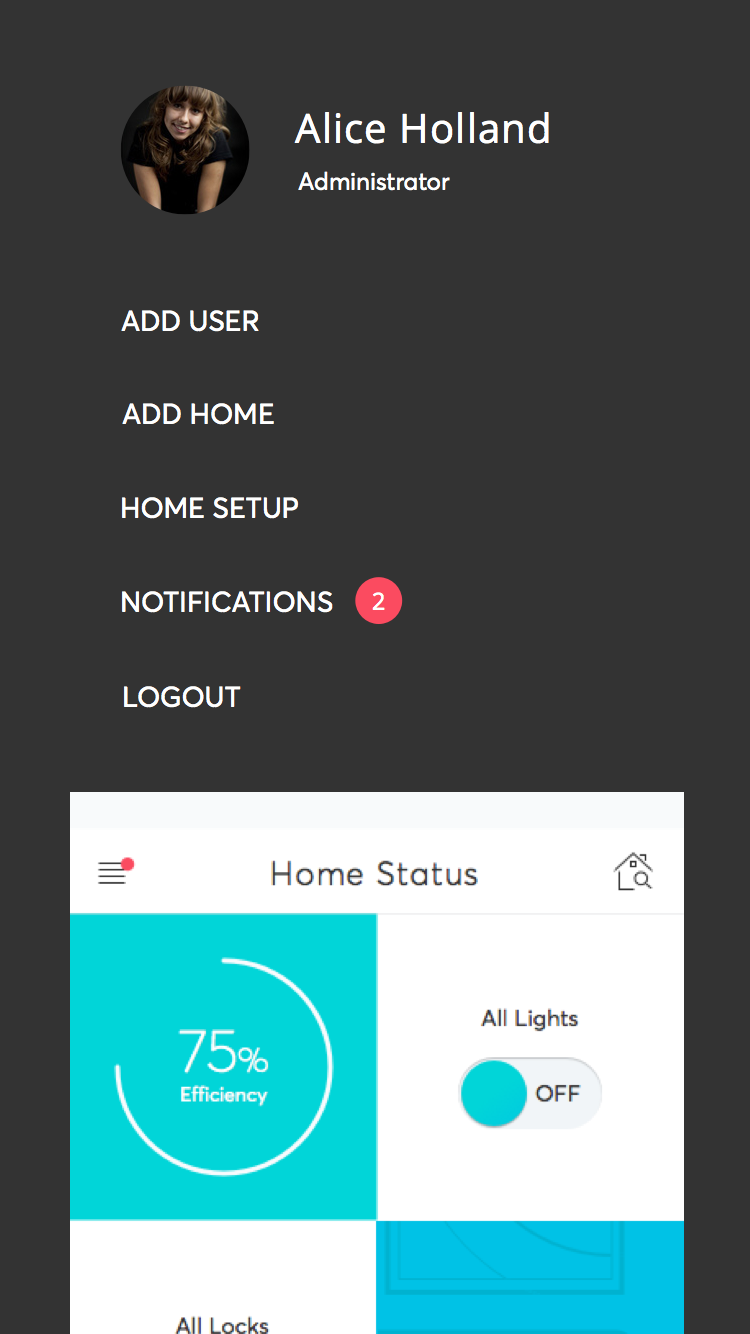 Alice Holland
Administrator
ADD USER
ADD HOME
HOME SETUP
NOTIFICATIONS 2
LOGOUT
Home Status
75%
Efficiency
All Lights
OFF
All Locks